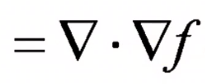 = ∇ · ∇f